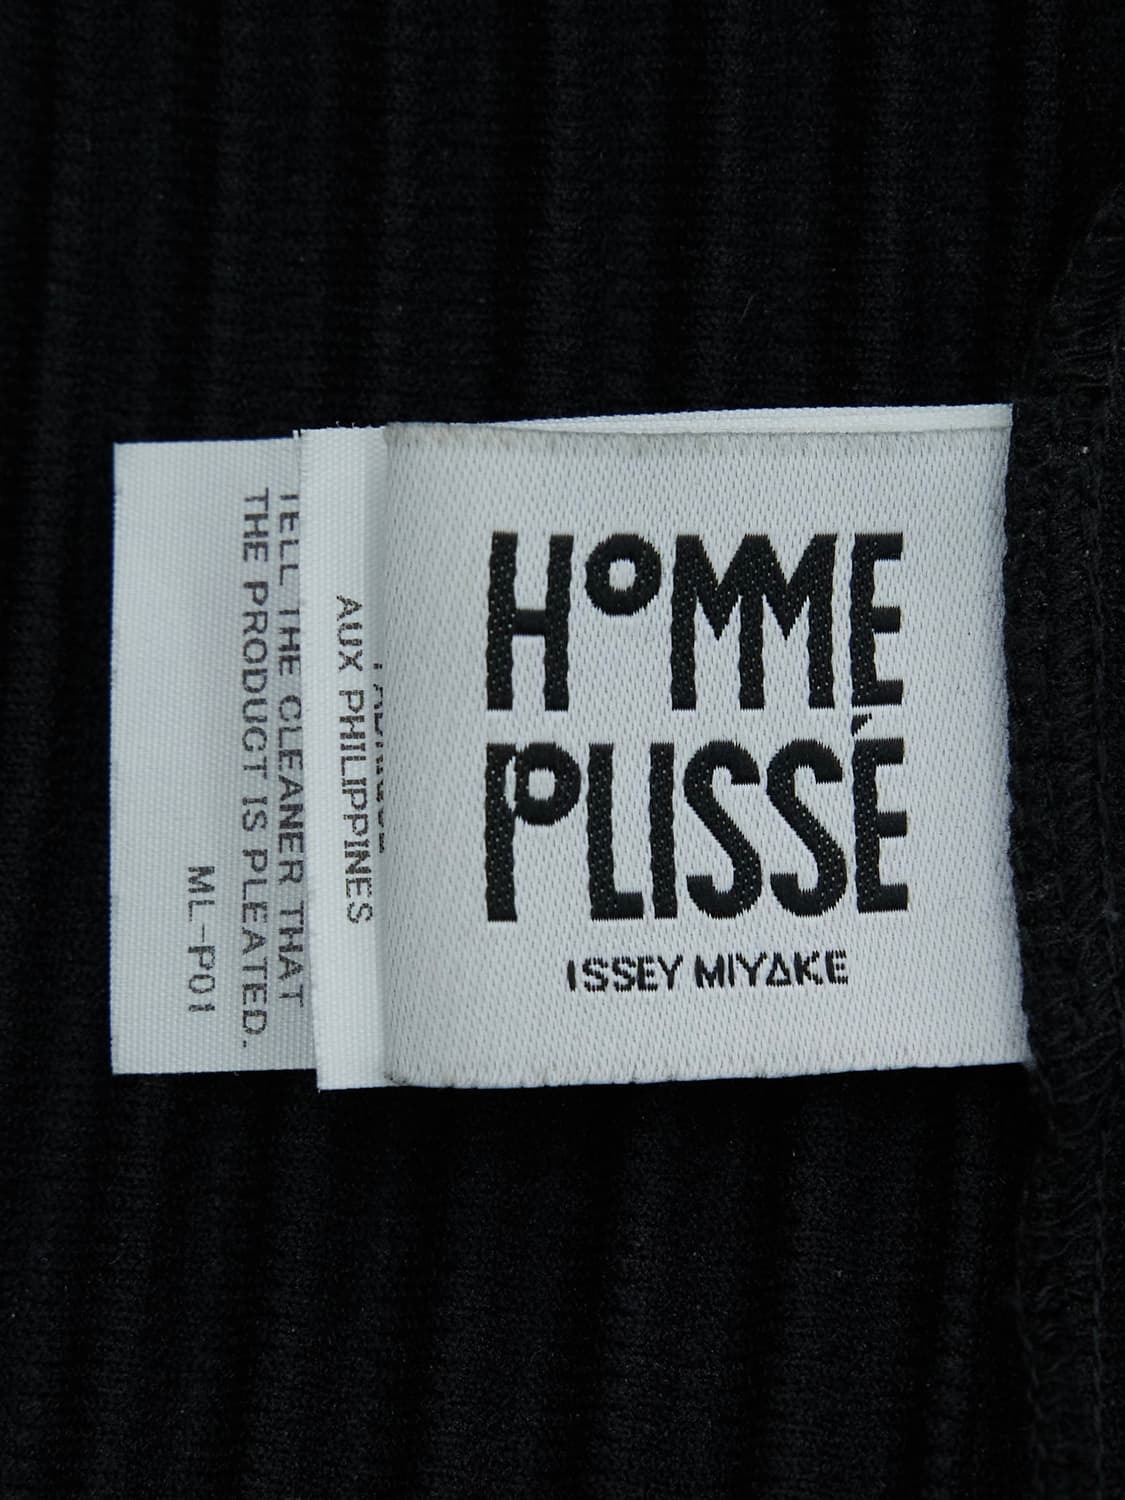 HOMME
PLISSÉ
ISSEY MIYAKE
AUX PHILIPPINES
TELL THE CLEANER THAT
THE PRODUCT IS PLEATED.
ML-P01